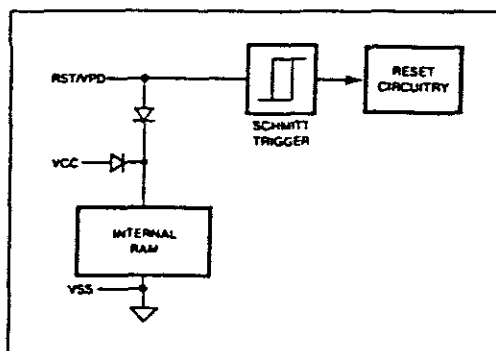 RST/VPD
SCHMITT
TRIGGER
RESET
CIRCUITRY
VCC
INTERNAL
RAM
VSS